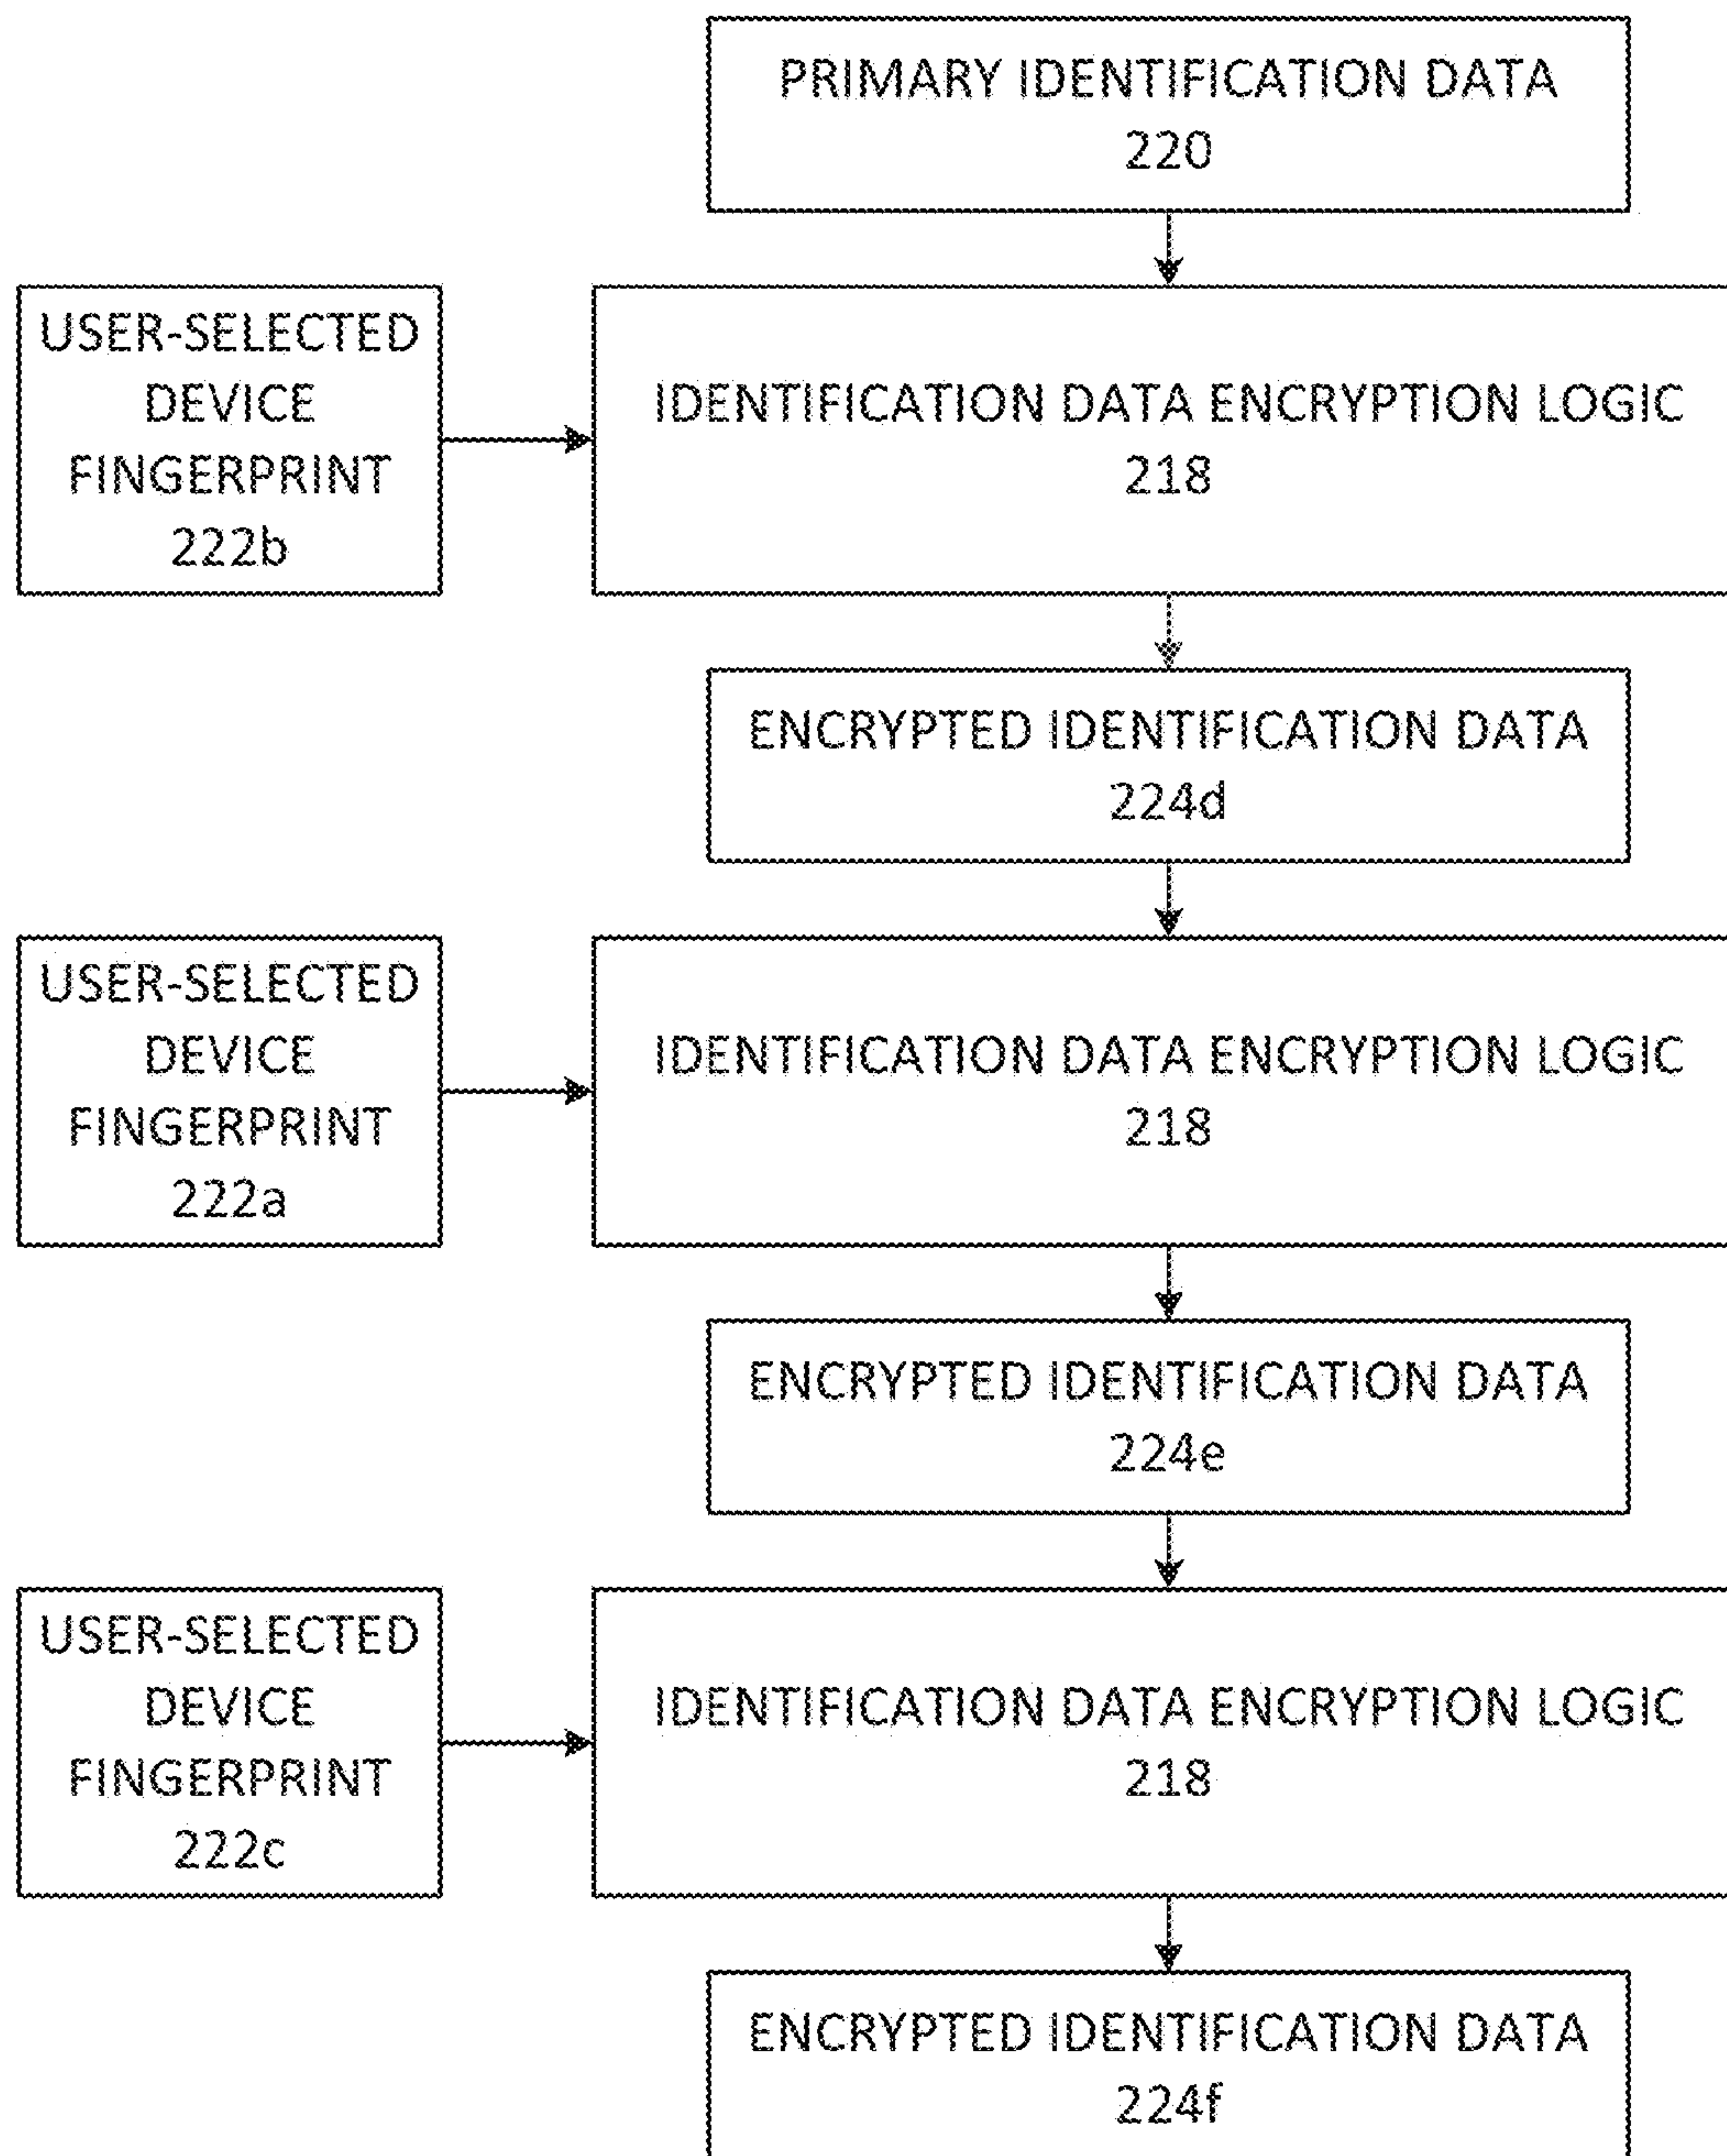 PRIMARY IDENTIFICATION DATA
220
USER-SELECTED
DEVICE
FINGERPRINT
222b
IDENTIFICATION DATA ENCRYPTION LOGIC
218
ENCRYPTED IDENTIFICATION DATA
224d
USER-SELECTED
DEVICE
FINGERPRINT
222a
IDENTIFICATION DATA ENCRYPTION LOGIC
218
ENCRYPTED IDENTIFICATION DATA
224e
USER-SELECTED
DEVICE
FINGERPRINT
222c
IDENTIFICATION DATA ENCRYPTION LOGIC
218
ENCRYPTED IDENTIFICATION DATA
224f